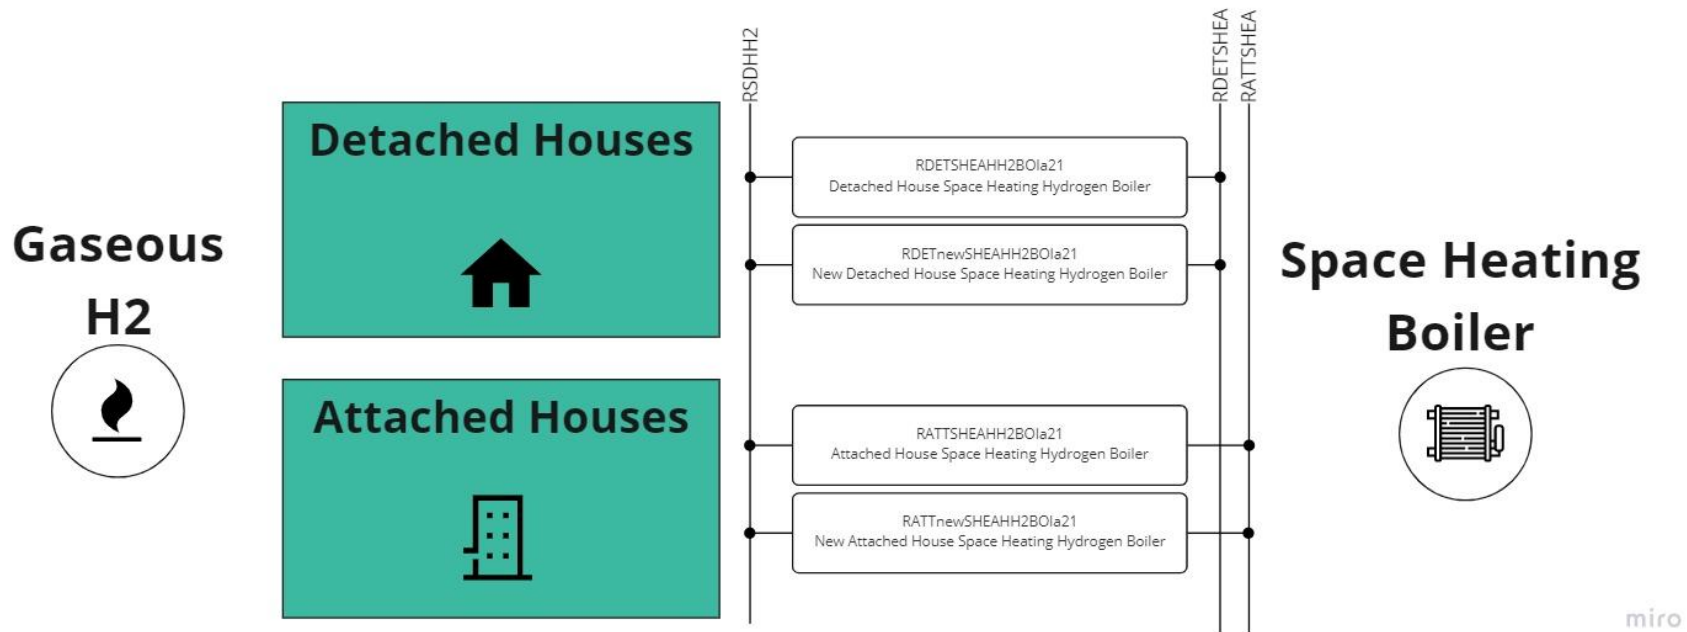 RSDHH2
RDETSHEA
RATTSHEA
Detached Houses
RDETSHEAHH2BOIa21
Detached House Space Heating Hydrogen Boiler
RDETnewSHEAHH2BOIa21
New Detached House Space Heating Hydrogen Boiler
Gaseous
H2
Space Heating
Boiler
Attached Houses
RATTSHEAHH2BOIa21
Attached House Space Heating Hydrogen Boiler
RATTnewSHEAHH2BOIa21
New Attached House Space Heating Hydrogen Boiler
miro